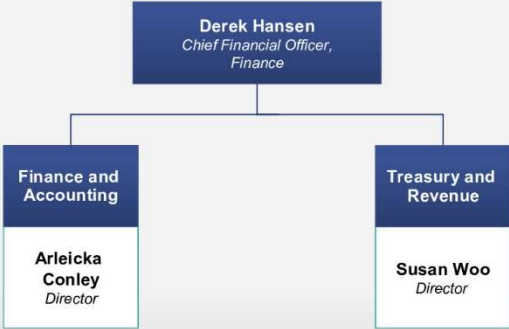 Derek Hansen
Chief Financial Officer,
Finance
Finance and
Accounting
Arleicka
Conley
Director
Treasury and
Revenue
Susan Woo
Director